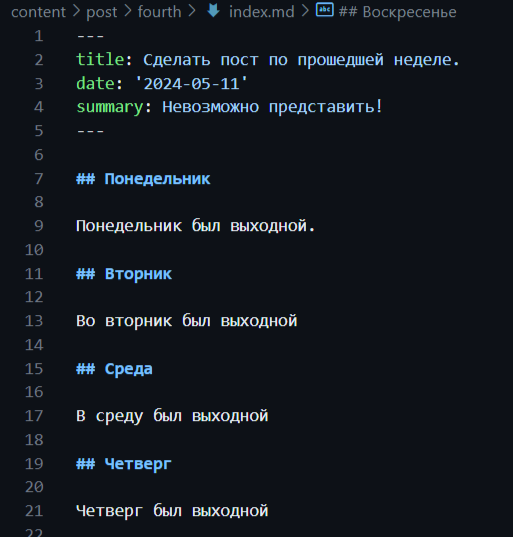 content > post > fourth > index.md > ## Воскресенье
1 ---
2 title: Сделать пост по прошедшей неделе.
3 date: '2024-05-11'
4 summary: Невозможно представить!
5 ---
6
7 ## Понедельник
8
9 Понедельник был выходной.
10
11 ## Вторник
12
13 Во вторник был выходной
14
15 ## Среда
16
17 В среду был выходной
18
19 ## Четверг
20
21 Четверг был выходной
22